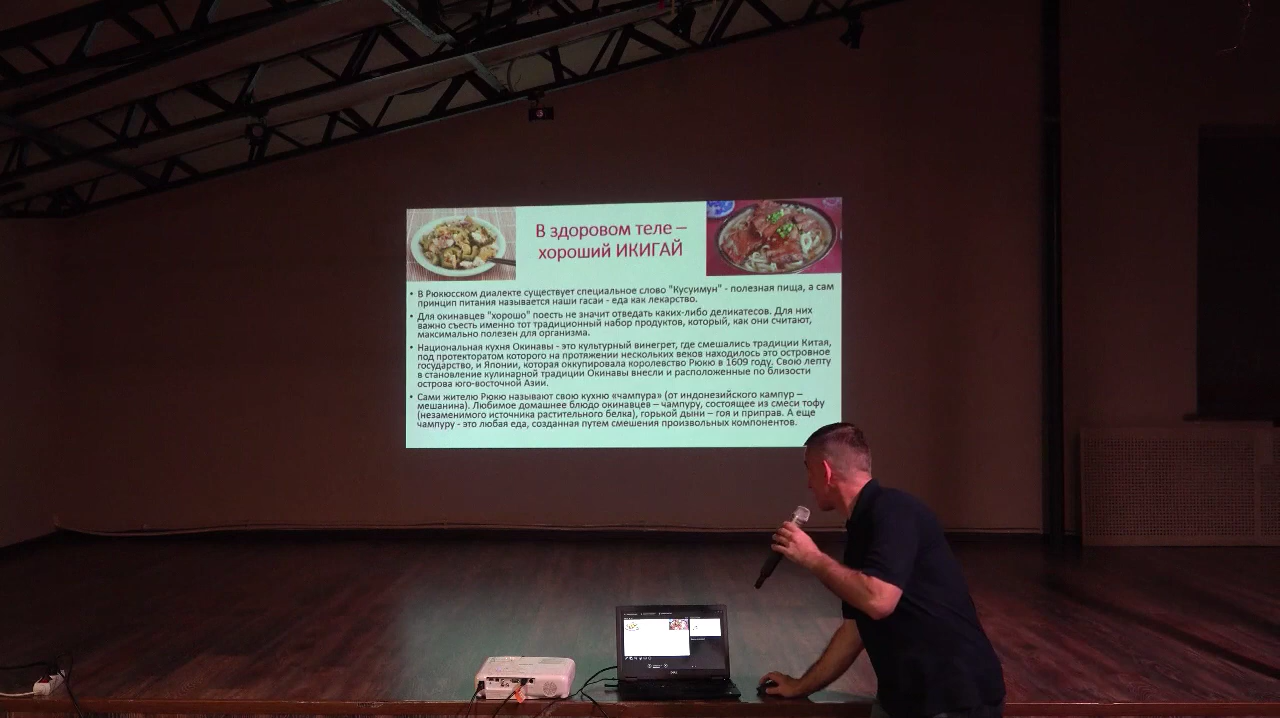 В здоровом теле –
хороший ИКИГАЙ
• В Рюкюсском диалекте существует специальное слово "Кусуимун" - полезная пища, а сам
принцип питания называется наши гасаи - еда как лекарство.
• Для окинавцев "хорошо" поесть не значит отведать каких-либо деликатесов. Для них
важно съесть именно тот традиционный набор продуктов, который, как они считают,
максимально полезен для организма.
• Национальная кухня Окинавы - это культурный винегрет, где смешались традиции Китая,
под протекторатом которого на протяжении нескольких веков находилось это островное
государство, и Японии, которая оккупировала королевство Рюкю в 1609 году. Свою лепту
в становление кулинарной традиции Окинавы внесли и расположенные по близости
острова юго-восточной Азии.
• Сами жителю Рюкю называют свою кухню «чампура» (от индонезийского кампур –
мешанина). Любимое домашнее блюдо окинавцев – чампуру, состоящее из смеси тофу
(незаменимого источника растительного белка), горькой дыни – гоя и приправ. А еще
чампуру - это любая еда, созданная путем смешения произвольных компонентов.
DELL